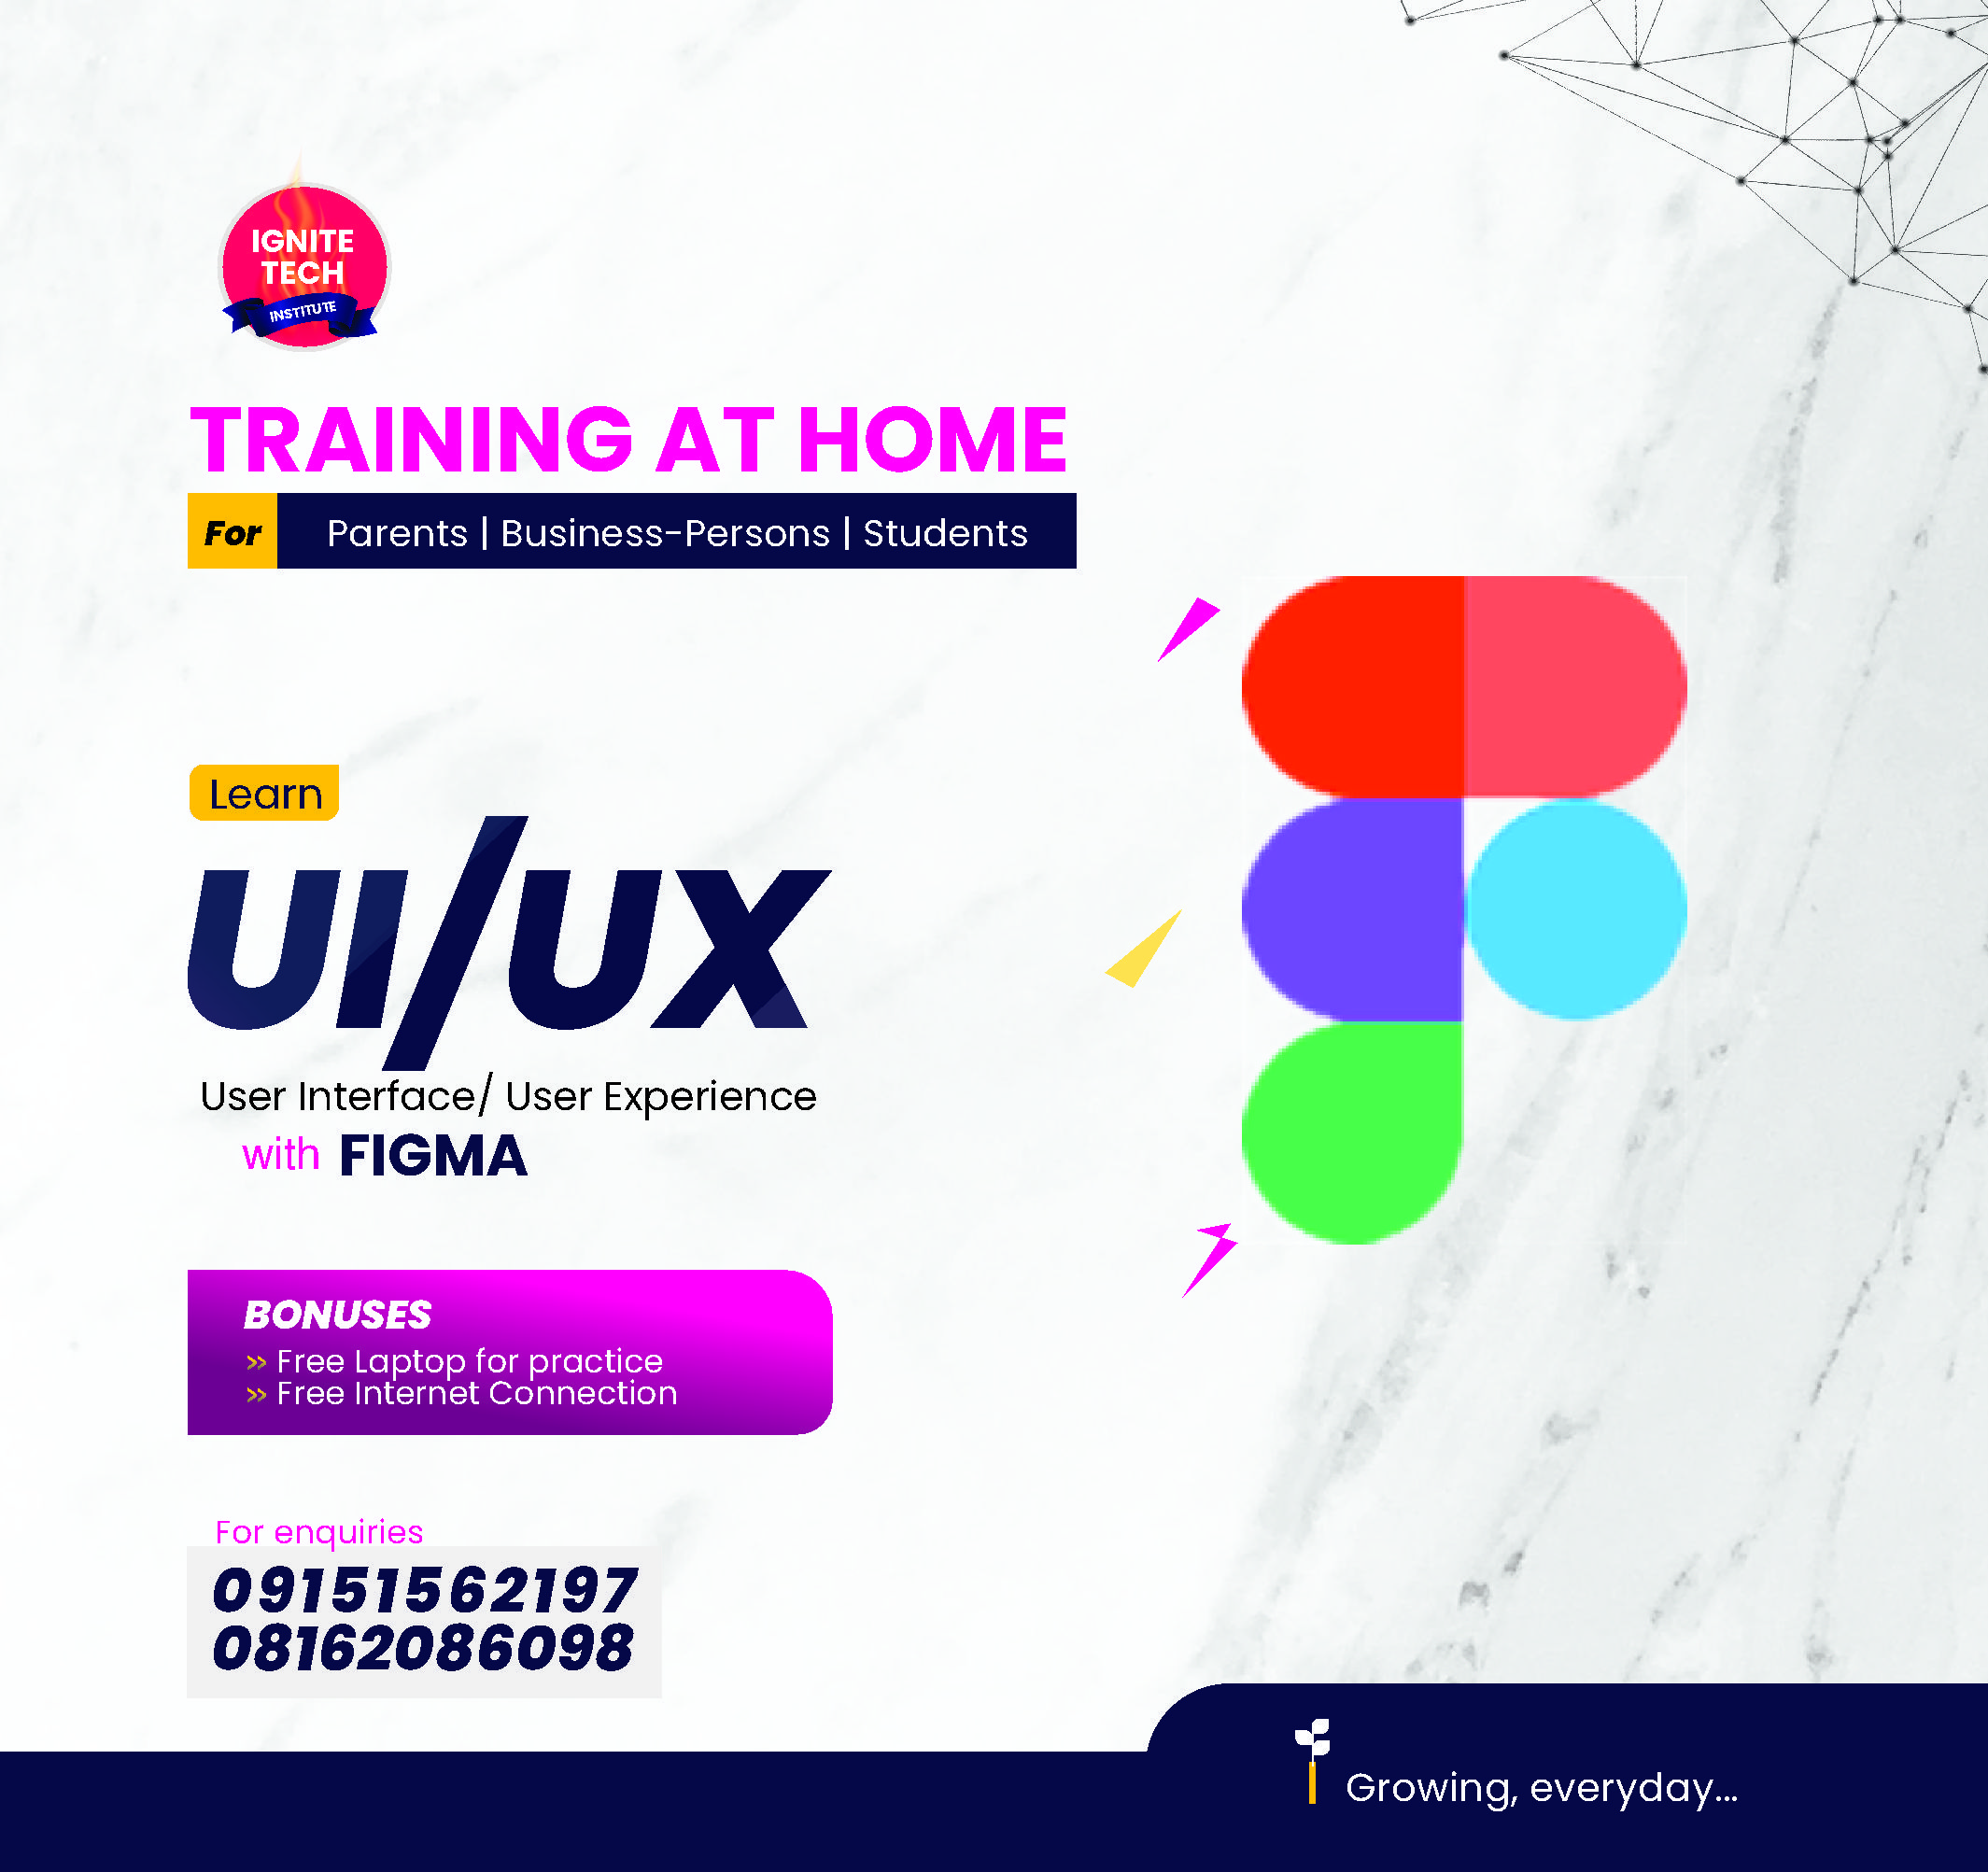 IGNITE
TECH
INSTITUTE
TRAINING AT HOME
For Parents | Business-Persons | Students
Learn
UI/UX
User Interface/ User Experience
with FIGMA
BONUSES
» Free Laptop for practice
» Free Internet Connection
For enquiries
09151562197
08162086098
Growing, everyday...